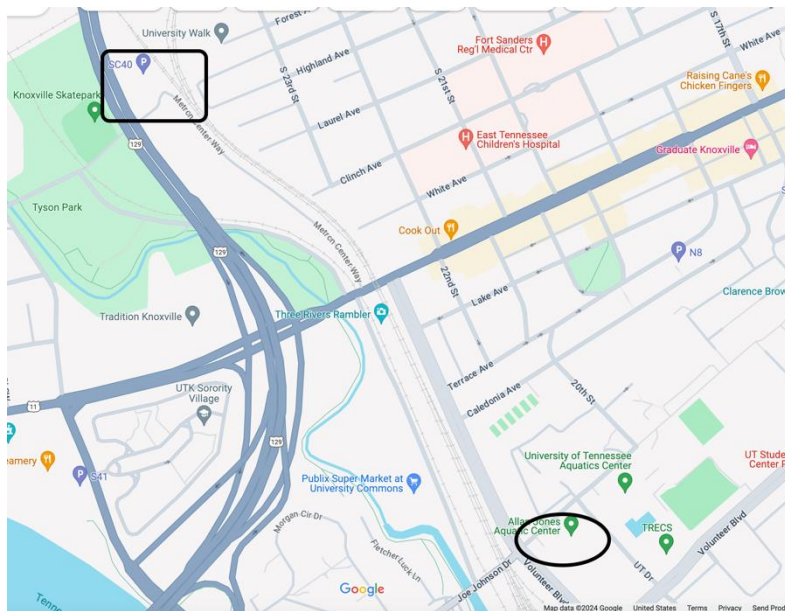 University Walk
Forest Ave
Highland Ave
SC40
P
Knoxville Skatepark
129
Metron Center Way
S 23rd St
Laurel Ave
Clinch Ave
Fort Sanders
Reg'l Medical Ctr
H
S 21st St
S 17th St
White Ave
Raising Cane's
Chicken Fingers
East Tennessee
Children's Hospital
H
Graduate Knoxville
White Ave
Tyson Park
129
Metron Center Way
Cook Out
N8
P
22nd St
Lake Ave
Clarence Brow
Three Rivers Rambler
Tradition Knoxville
Terrace Ave
Caledonia Ave
20th St
UTK Sorority
Village
11
129
eamery
S41
P
Publix Super Market at
University Commons
University of Tennessee
Aquatics Center
UT Stude
Center P
Morgan Cir Dr
Fletcher Luck Ln
Allan Jones
Aquatic Center
TRECS
Volunteer Blvd
Joe Johnson Dr
Volunteer Blvd
UT Dr
Tenne
Google
Map data ©2024 Google
United States
Terms
Privacy
Send Prod